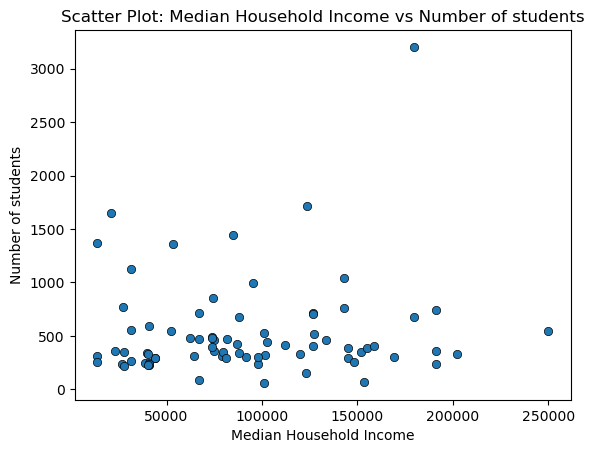 Scatter Plot: Median Household Income vs Number of students
3000
2500
2000
1500
1000
500
0
Number of students
50000 100000 150000 200000 250000
Median Household Income